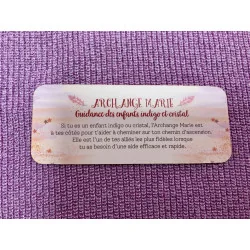 ARCHANGE MARIE
Guidance des enfants indigo et cristal
Si tu es un enfant indigo ou cristal, l'Archange Marie est
à tes côtés pour t'aider à cheminer sur ton chemin d'ascension.
Elle est l'un de tes alliés les plus fidèles lorsque
tu as besoin d'une aide efficace et rapide.